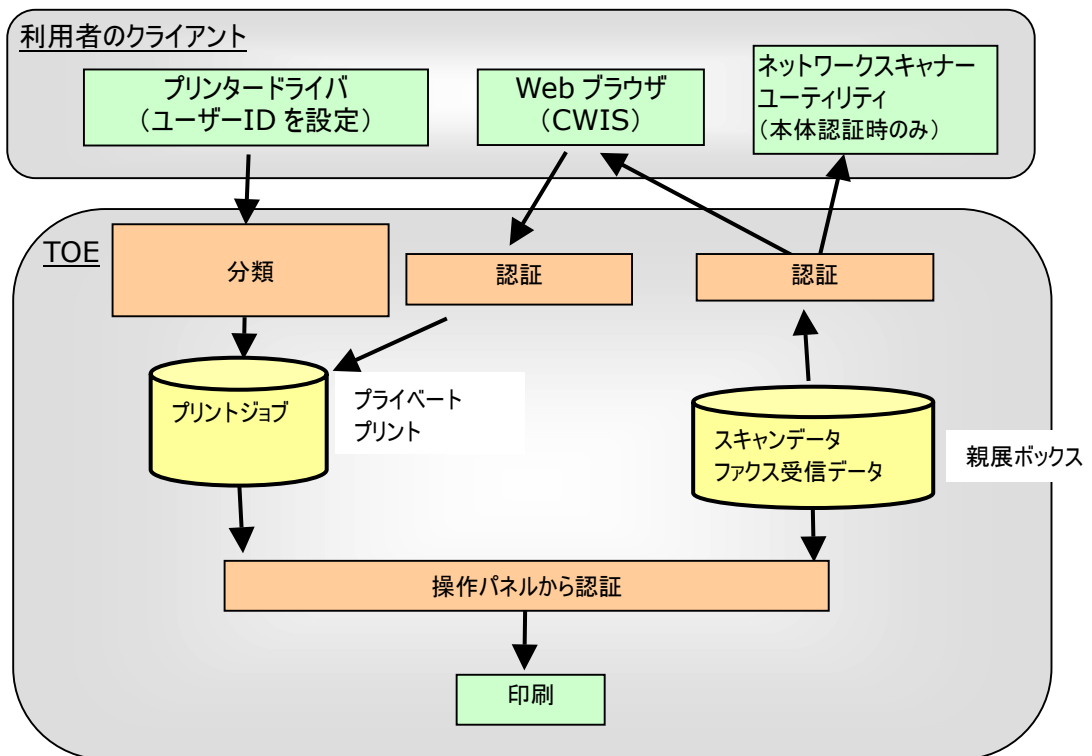 利用者のクライアント
プリンタードライバ
（ユーザーID を設定）
Web ブラウザ
（CWIS）
ネットワークスキャナー
ユーティリティ
（本体認証時のみ）
TOE
分類
認証
認証
プリントジョブ
プライベート
プリント
スキャンデータ
ファクス受信データ
親展ボックス
操作パネルから認証
印刷